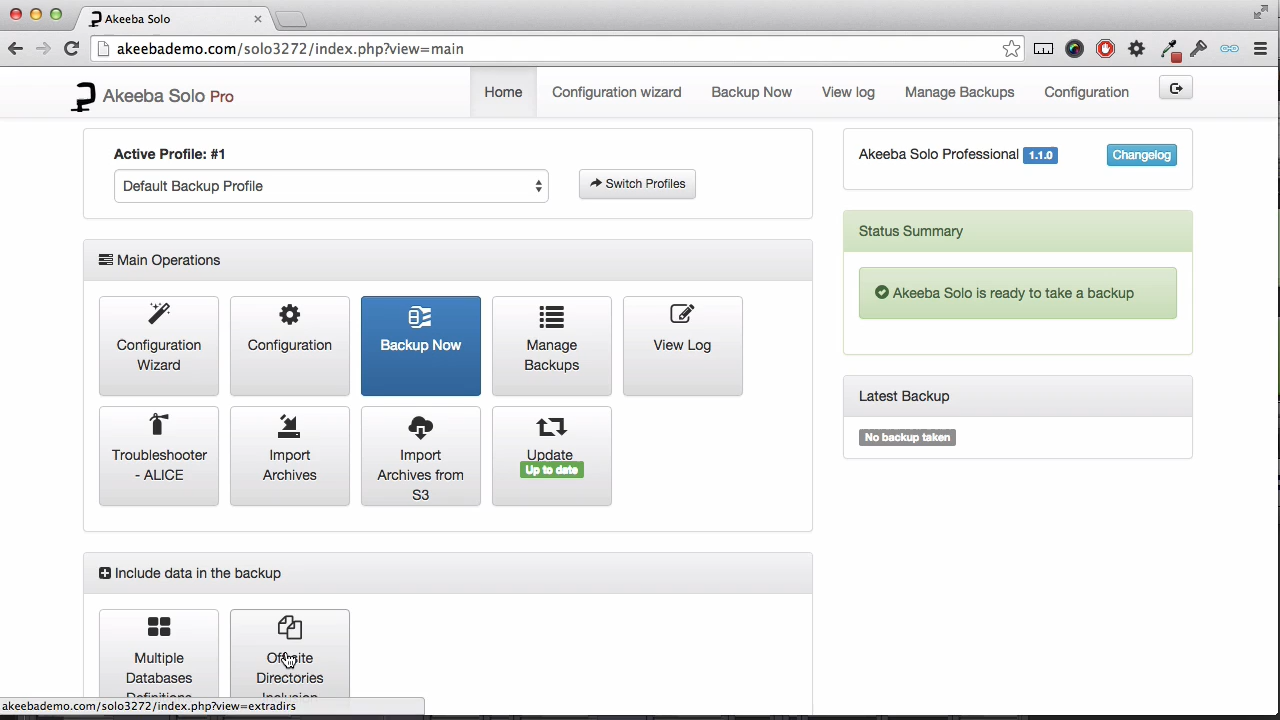 Akeeba Solo
akeebademo.com/solo3272/index.php?view=main
Akeeba Solo Pro
Home
Configuration wizard
Backup Now
View log
Manage Backups
Configuration
Active Profile: #1
Default Backup Profile
Switch Profiles
Akeeba Solo Professional 1.1.0
Changelog
Status Summary
Akeeba Solo is ready to take a backup
Latest Backup
No backup taken
Main Operations
Configuration
Wizard
Configuration
Backup Now
Manage
Backups
View Log
Troubleshooter
- ALICE
Import
Archives
Import
Archives from
S3
Update
Up to date
Include data in the backup
Multiple
Databases
Definitions
Offsite
Directories
Inclusion
akeebademo.com/solo3272/index.php?view=extradirs